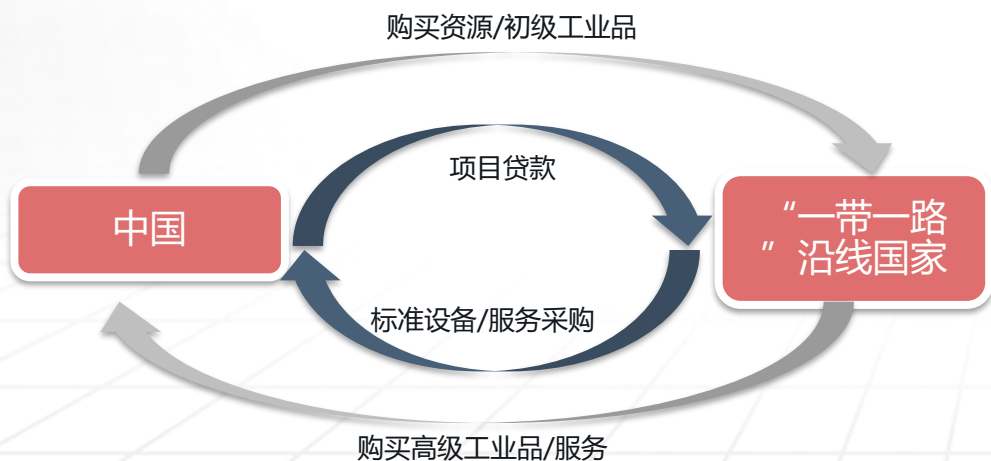 购买资源/初级工业品
项目贷款
中国
“一带一路
”沿线国家
标准设备/服务采购
购买高级工业品/服务